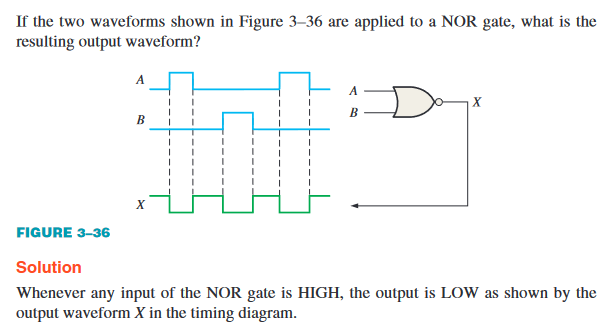 If the two waveforms shown in Figure 3–36 are applied to a NOR gate, what is the
resulting output waveform?
A
B
X
A
B
X
FIGURE 3–36
Solution
Whenever any input of the NOR gate is HIGH, the output is LOW as shown by the
output waveform X in the timing diagram.